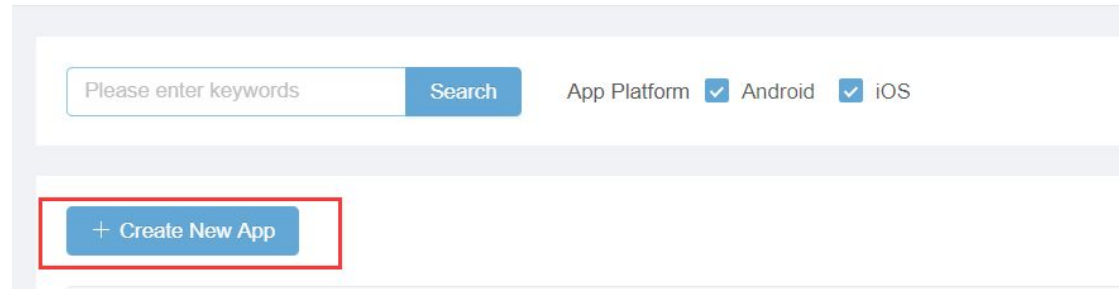 Please enter keywords Search App Platform Android iOS
+ Create New App